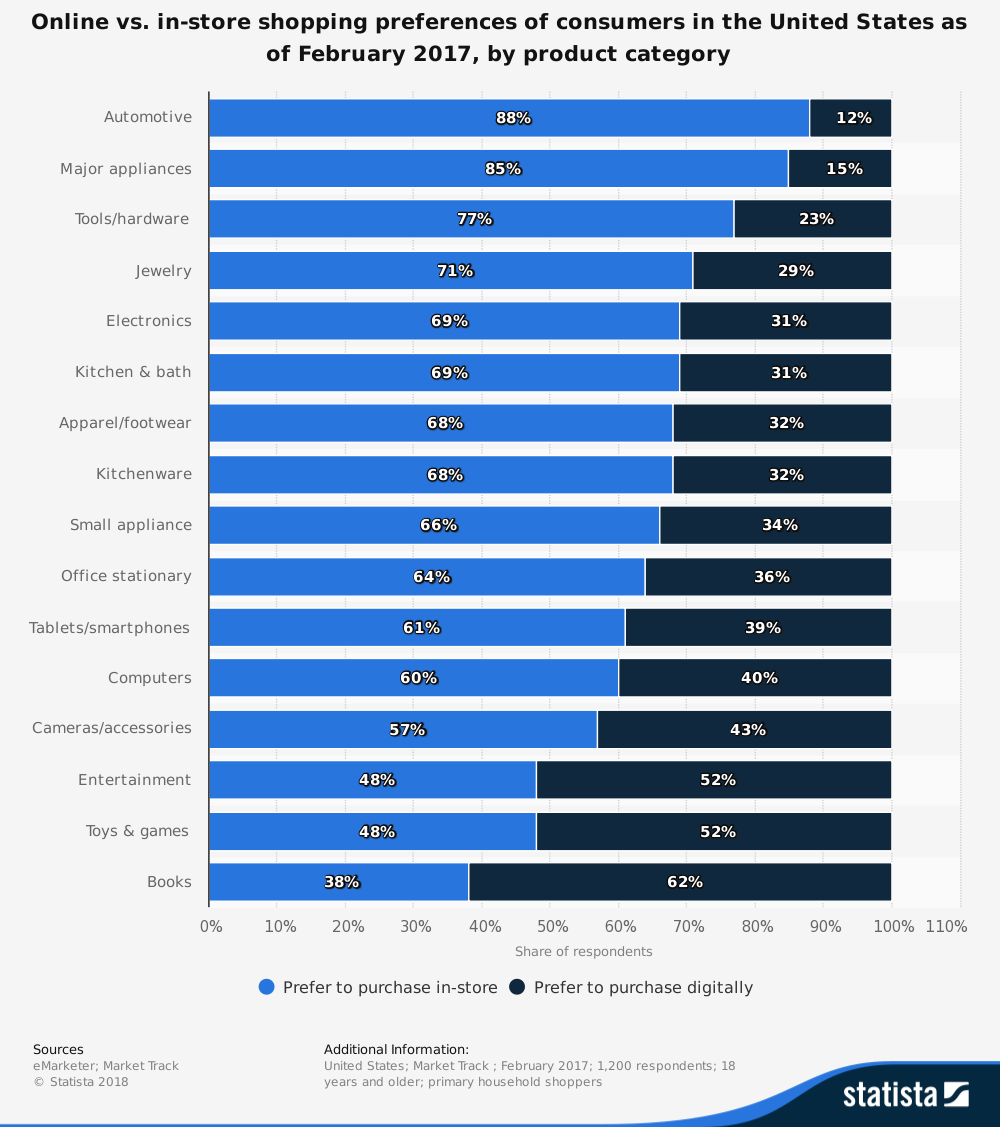 Online vs. in-store shopping preferences of consumers in the United States as
of February 2017, by product category
Automotive 88% 12%
Major appliances 85% 15%
Tools/hardware 77% 23%
Jewelry 71% 29%
Electronics 69% 31%
Kitchen & bath 69% 31%
Apparel/footwear 68% 32%
Kitchenware 68% 32%
Small appliance 66% 34%
Office stationary 64% 36%
Tablets/smartphones 61% 39%
Computers 60% 40%
Cameras/accessories 57% 43%
Entertainment 48% 52%
Toys & games 48% 52%
Books 38% 62%
0% 10% 20% 30% 40% 50% 60% 70% 80% 90% 100% 110%
Share of respondents
Prefer to purchase in-store Prefer to purchase digitally
Sources
eMarketer; Market Track
© Statista 2018
Additional Information:
United States; Market Track ; February 2017; 1,200 respondents; 18
years and older; primary household shoppers
statista